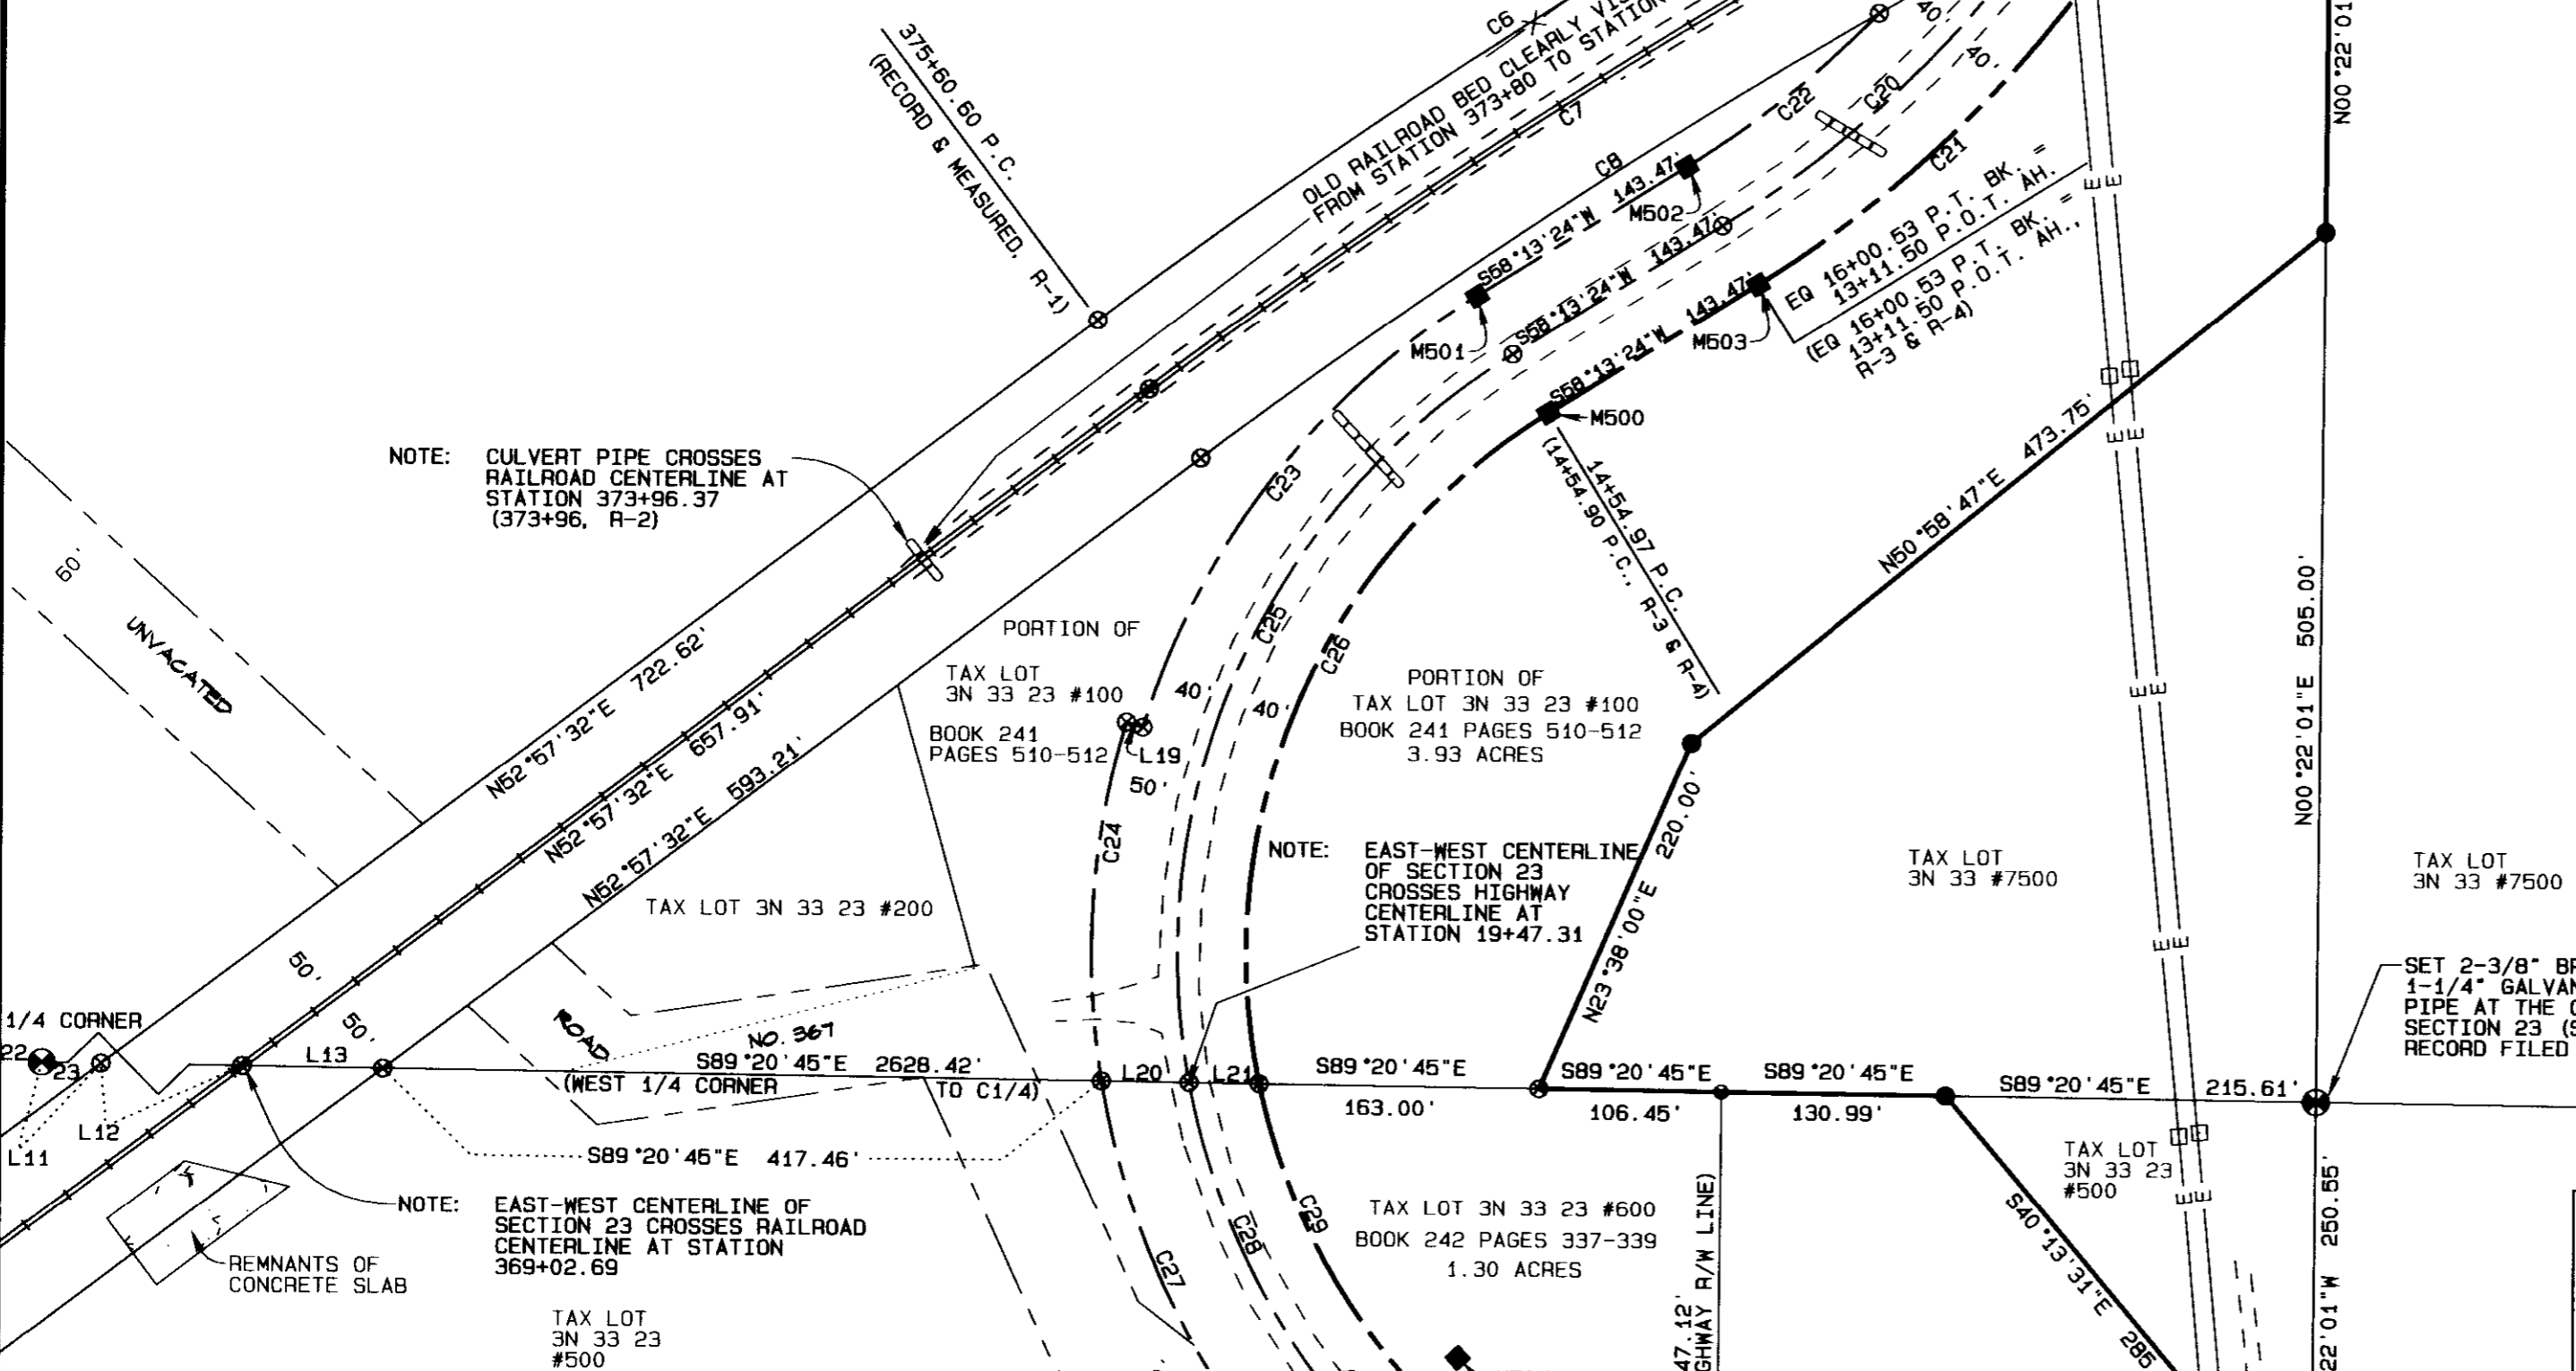 375+60.60 P.C.
(RECORD & MEASURED, R-1)
C6
OLD RAILROAD BED CLEARLY
FROM STATION 373+80 TO STATION
C7
C8
C22
C20
C21
40'
40'
N00°22'01
S58°13'24"W 143.47'
M502
S58°13'24"W 143.47'
M501
S58°13'24"W 143.47'
M503
M500
EQ 16+00.53 P.T. BK. =
13+11.50 P.O.T. AH.
(EQ 16+00.53 P.T. BK. =
13+11.50 P.O.T. AH.,
R-3 & R-4)
14+54.97 P.C.
(14+54.90 P.C., R-3 & R-4)
N50°58'47"E 473.75'
NOTE: CULVERT PIPE CROSSES
RAILROAD CENTERLINE AT
STATION 373+96.37
(373+96, R-2)
60'
UNVACATED
N52°57'32"E 722.62'
N52°57'32"E 657.91'
N52°57'32"E 593.21'
C23
C25
C26
PORTION OF
TAX LOT
3N 33 23 #100
BOOK 241
PAGES 510-512
L19
40'
40'
50'
C24
PORTION OF
TAX LOT 3N 33 23 #100
BOOK 241 PAGES 510-512
3.93 ACRES
N00°22'01"E 505.00'
E E
E E
E E
E E
E E
NOTE: EAST-WEST CENTERLINE
OF SECTION 23
CROSSES HIGHWAY
CENTERLINE AT
STATION 19+47.31
N23°38'00"E 220.00'
TAX LOT
3N 33 #7500
TAX LOT
3N 33 #7500
TAX LOT 3N 33 23 #200
50'
50'
SET 2-3/8"
1-1/4"
PIPE AT THE
SECTION 23
RECORD FILED
1/4 CORNER
22
23
L13
ROAD
NO. 367
S89°20'45"E 2628.42'
(WEST 1/4 CORNER TO C1/4)
L20
L21
S89°20'45"E
163.00'
S89°20'45"E
106.45'
S89°20'45"E
130.99'
S89°20'45"E 215.61'
L12
L11
S89°20'45"E 417.46'
NOTE: EAST-WEST CENTERLINE OF
SECTION 23 CROSSES RAILROAD
CENTERLINE AT STATION
369+02.69
REMNANTS OF
CONCRETE SLAB
TAX LOT
3N 33 23
#500
C27
C28
C29
TAX LOT 3N 33 23 #600
BOOK 242 PAGES 337-339
1.30 ACRES
47.12'
R/W LINE)
TAX LOT
3N 33 23
#500
S40°13'31"E 285
22'01"W 250.55'